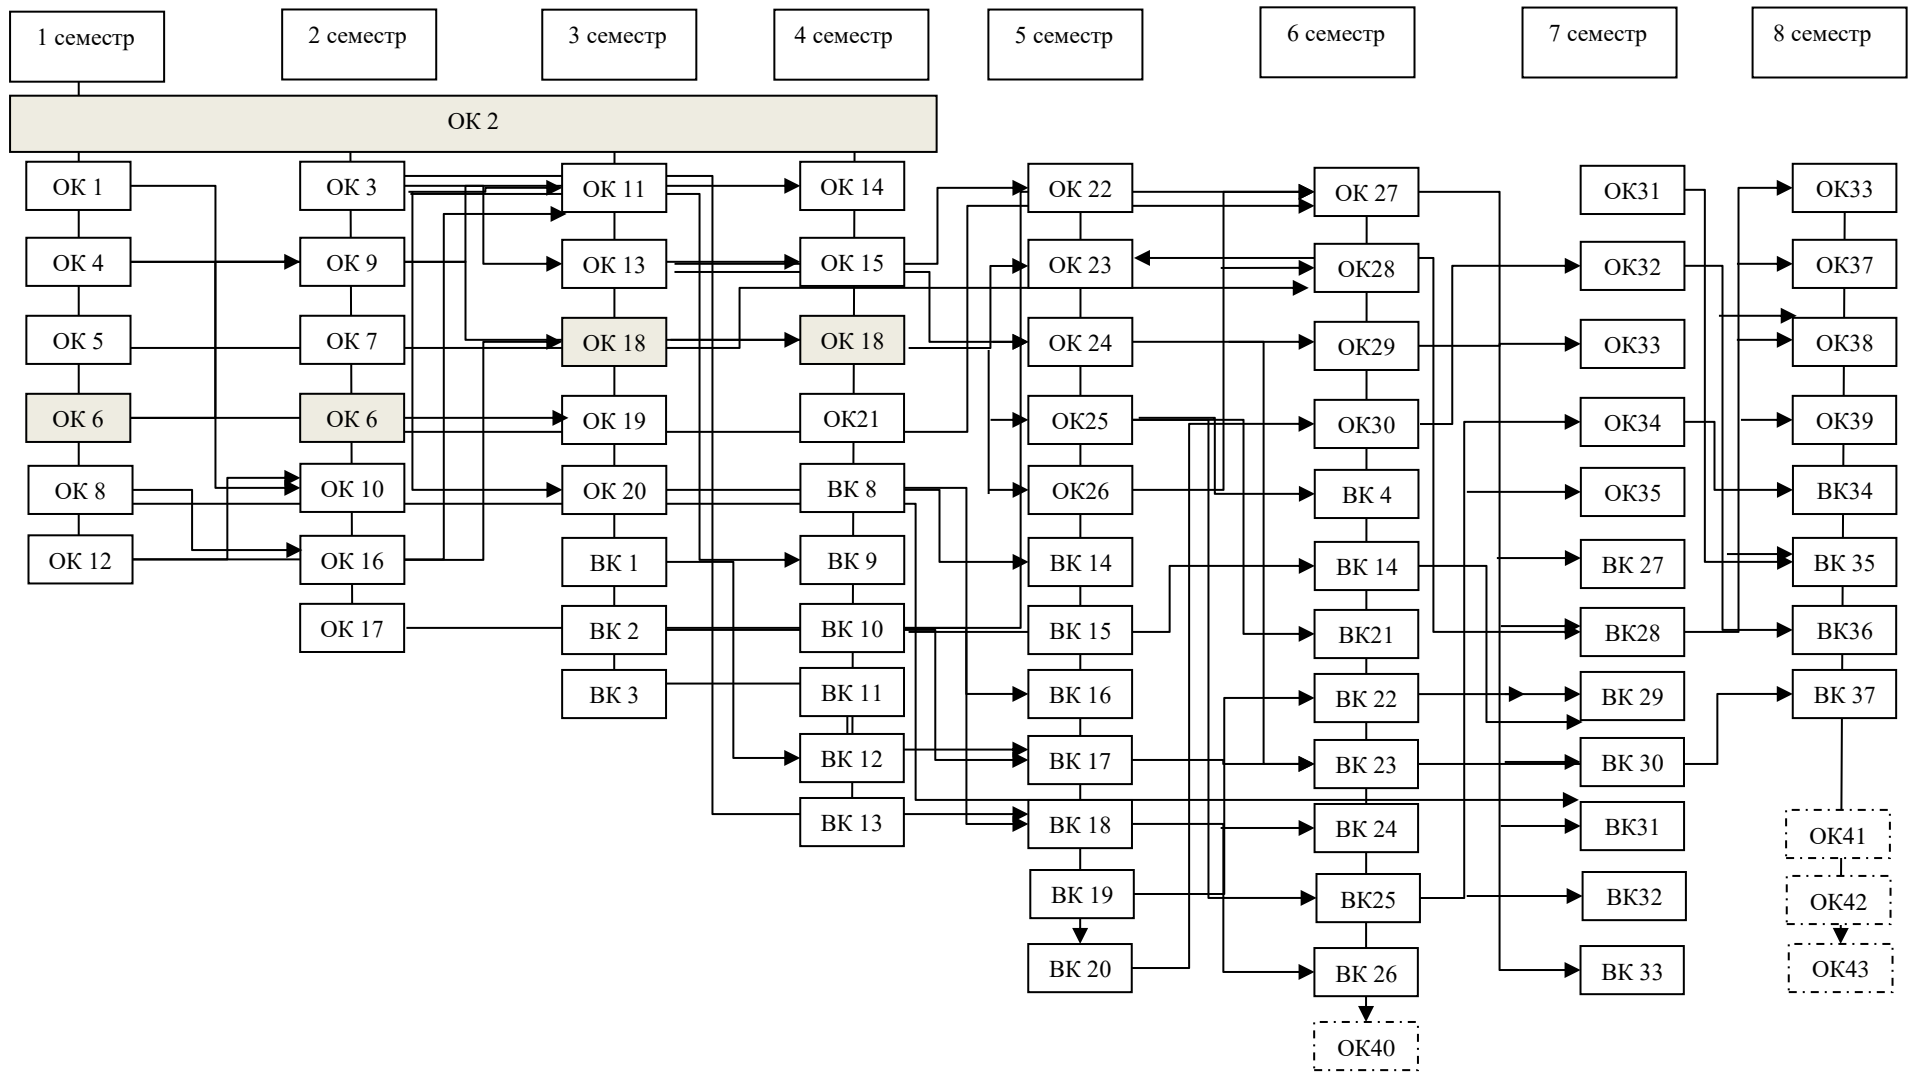 1 семестр
2 семестр
3 семестр
4 семестр
5 семестр
6 семестр
7 семестр
8 семестр
ОК 2
ОК 1
ОК 3
ОК 11
ОК 14
ОК 22
ОК 27
ОК31
ОК33
ОК 4
ОК 9
ОК 13
ОК 15
ОК 23
ОК28
ОК32
ОК37
ОК 5
ОК 7
ОК 18
ОК 18
ОК 24
ОК29
ОК33
ОК38
ОК 6
ОК 6
ОК 19
ОК21
ОК25
ОК30
ОК34
ОК39
ОК 8
ОК 10
ОК 20
ВК 8
ОК26
ВК 4
ОК35
ВК34
ОК 12
ОК 16
ВК 1
ВК 9
ВК 14
ВК 14
ВК 27
ВК 35
ОК 17
ВК 2
ВК 10
ВК 15
ВК21
ВК28
ВК36
ВК 3
ВК 11
ВК 16
ВК 22
ВК 29
ВК 37
ВК 12
ВК 17
ВК 23
ВК 30
ВК 13
ВК 18
ВК 24
ВК31
ОК41
ВК 19
ВК25
ВК32
ОК42
ВК 20
ВК 26
ВК 33
ОК43
ОК40